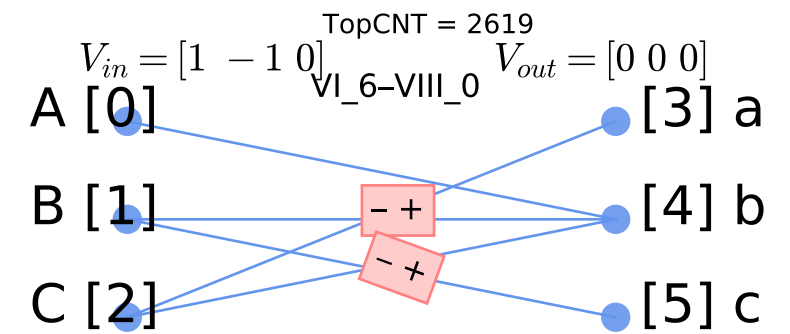 TopCNT = 2619
V_in = [1 −1 0] V_out = [0 0 0]
VI_6–VIII_0
A [0] [3] a
− +
B [1] [4] b
− +
C [2] [5] c